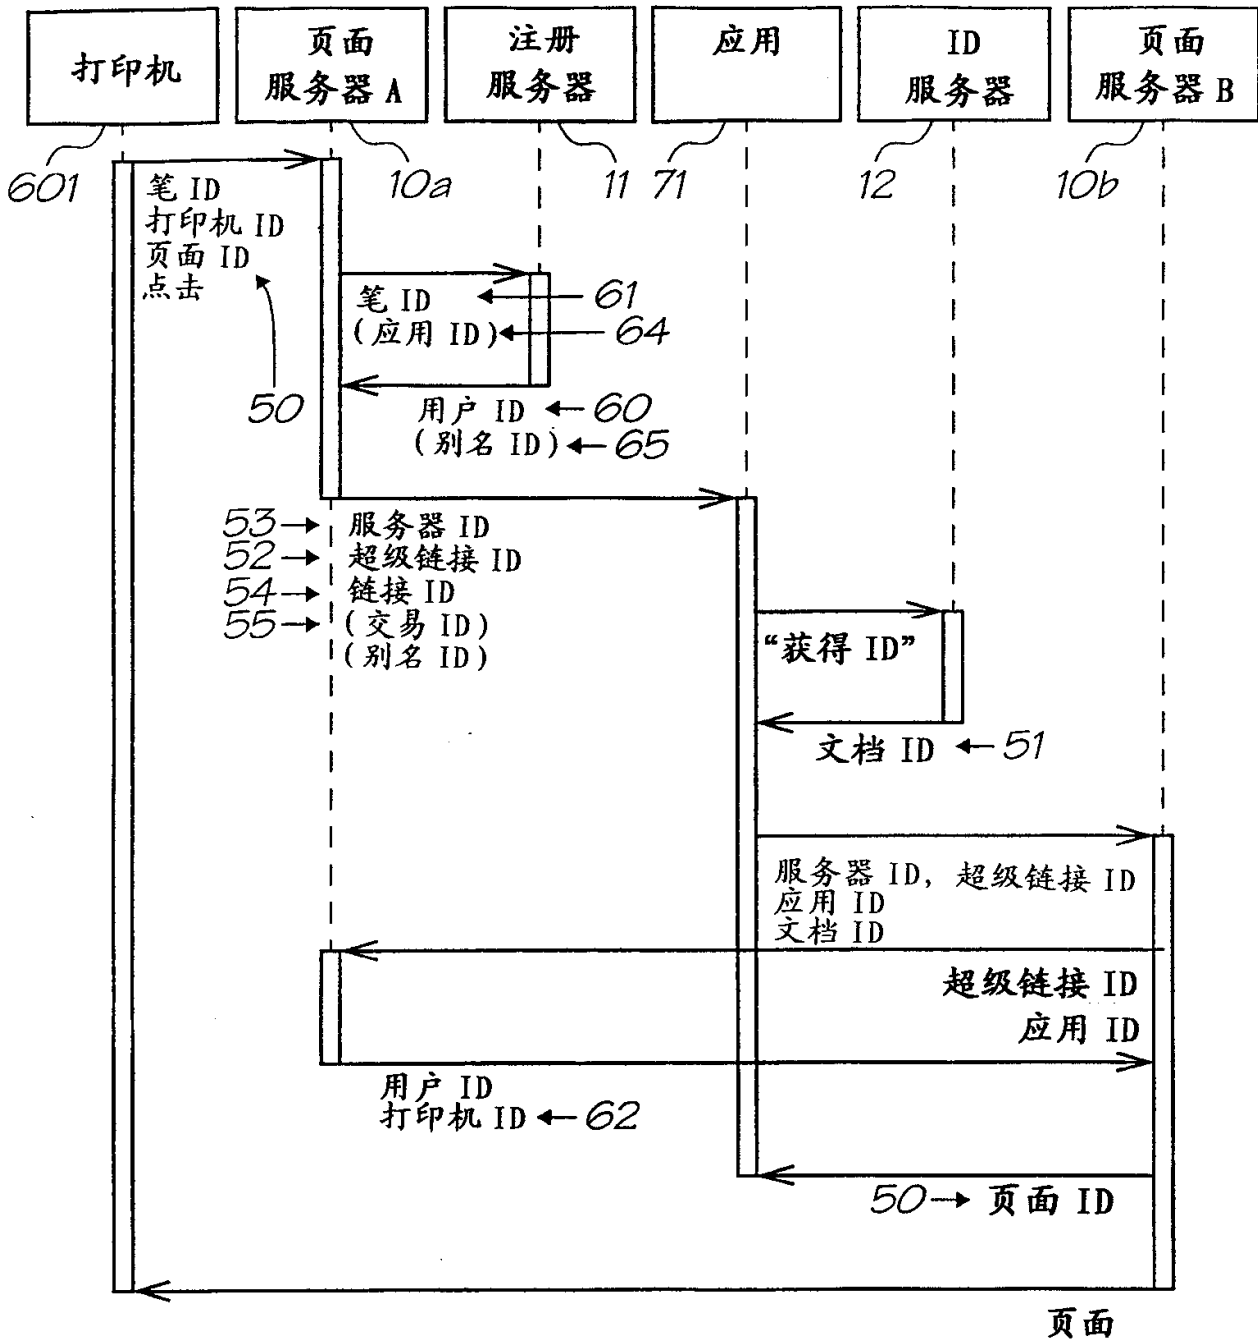 打印机
页面
服务器 A
注册
服务器
应用
ID
服务器
页面
服务器 B
601
10a
11
71
12
10b
笔 ID
打印机 ID
页面 ID
点击
50
笔 ID
61
(应用 ID)
64
用户 ID
60
(别名 ID)
65
53
服务器 ID
52
超级链接 ID
54
链接 ID
55
(交易 ID)
(别名 ID)
“获得 ID”
文档 ID
51
服务器 ID, 超级链接 ID
应用 ID
文档 ID
超级链接 ID
应用 ID
用户 ID
打印机 ID
62
50
页面 ID
页面